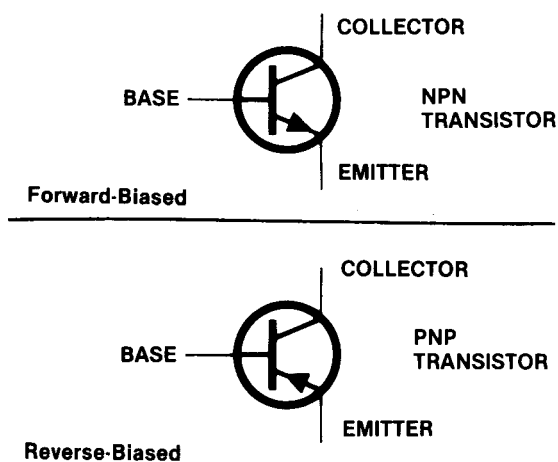 COLLECTOR
BASE
NPN
TRANSISTOR
EMITTER
Forward-Biased
COLLECTOR
BASE
PNP
TRANSISTOR
EMITTER
Reverse-Biased